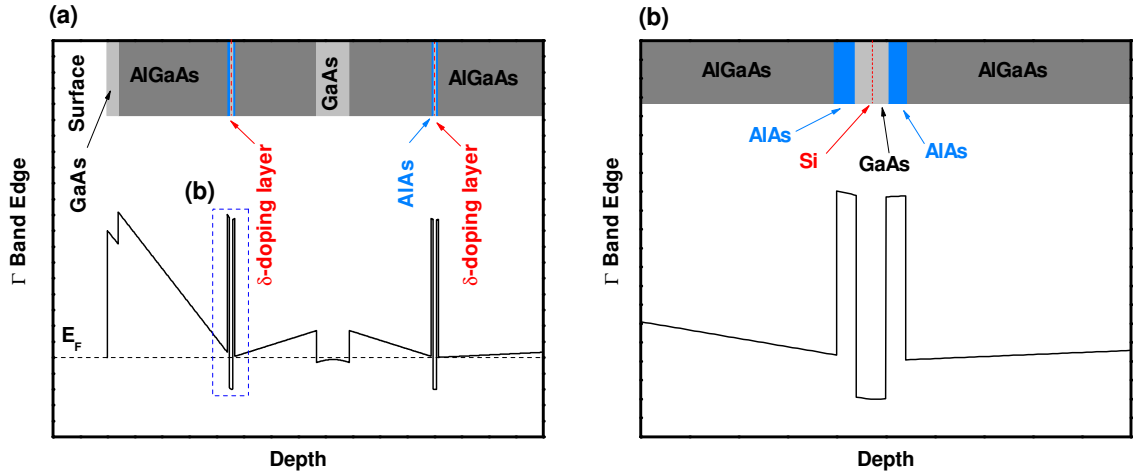 (a)
Surface
GaAs
AlGaAs
GaAs
AlGaAs
δ-doping layer
AlAs
δ-doping layer
(b)
E_F
Γ Band Edge
Depth
(b)
AlGaAs
AlGaAs
AlAs
Si
GaAs
AlAs
Γ Band Edge
Depth